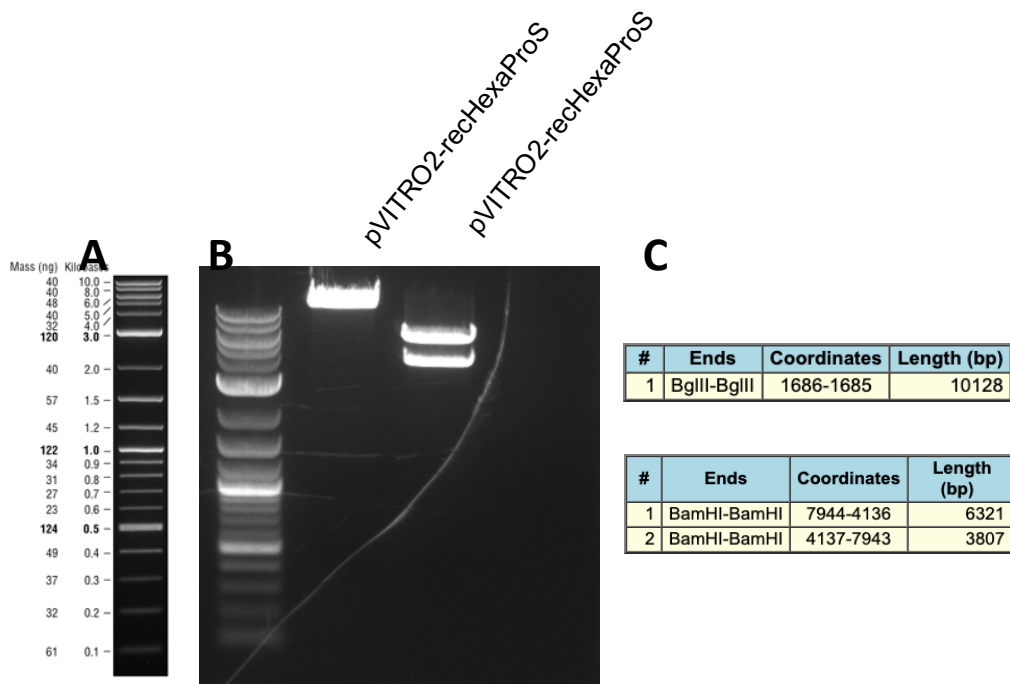 pVITRO2-recHexaProS
pVITRO2-recHexaProS
A
B
C
Mass (ng) Kilobases
40 10.0
40 8.0
48 6.0
40 5.0
32 4.0
120 3.0
40 2.0
57 1.5
45 1.2
122 1.0
34 0.9
31 0.8
27 0.7
23 0.6
124 0.5
49 0.4
37 0.3
32 0.2
61 0.1
# Ends Coordinates Length (bp)
1 BglII-BglII 1686-1685 10128
# Ends Coordinates Length (bp)
1 BamHI-BamHI 7944-4136 6321
2 BamHI-BamHI 4137-7943 3807